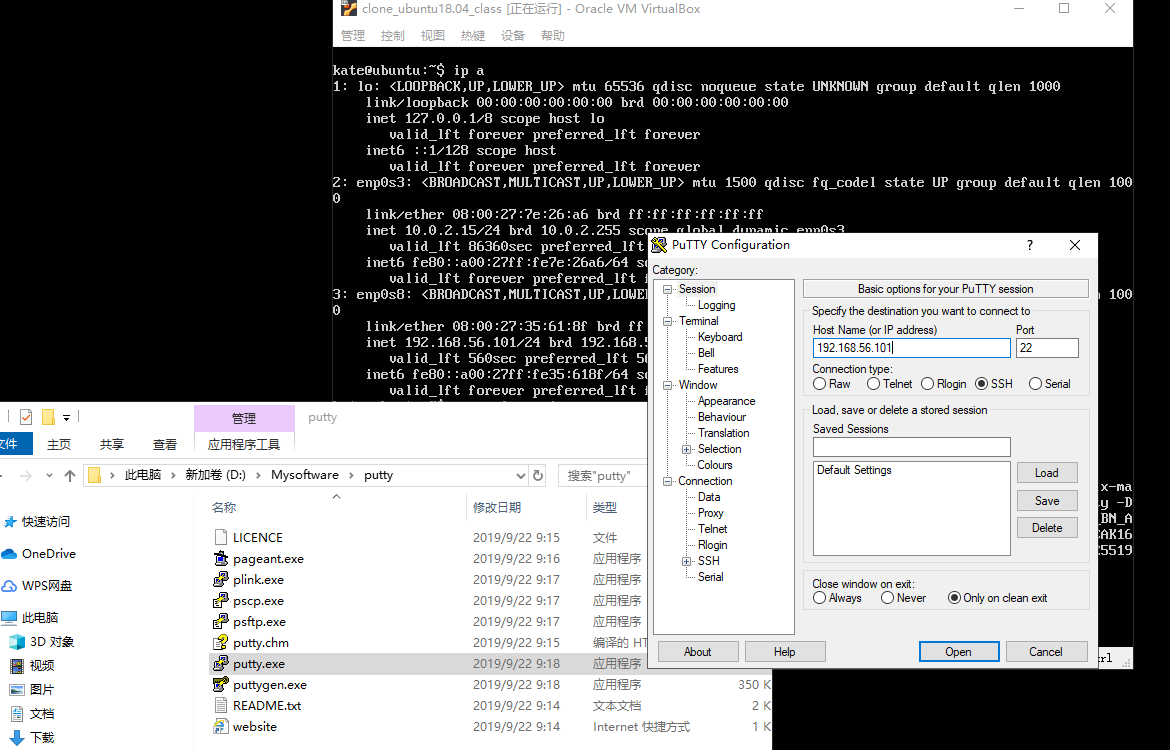 clone_ubuntu18.04_class [正在运行] - Oracle VM VirtualBox
管理 控制 视图 热键 设备 帮助
kate@ubuntu:~$ ip a
1: lo: <LOOPBACK,UP,LOWER_UP> mtu 65536 qdisc noqueue state UNKNOWN group default qlen 1000
link/loopback 00:00:00:00:00:00 brd 00:00:00:00:00:00
inet 127.0.0.1/8 scope host lo
valid_lft forever preferred_lft forever
inet6 ::1/128 scope host
valid_lft forever preferred_lft forever
2: enp0s3: <BROADCAST,MULTICAST,UP,LOWER_UP> mtu 1500 qdisc fq_codel state UP group default qlen 100
0
link/ether 08:00:27:7e:26:a6 brd ff:ff:ff:ff:ff:ff
inet 10.0.2.15/24 brd 10.0.2.255 scope global dynamic enp0s3
valid_lft 86360sec preferred_lft
inet6 fe80::a00:27ff:fe7e:26a6/64
valid_lft forever preferred_lft
3: enp0s8: <BROADCAST,MULTICAST,UP,LOWER_ 100
0
link/ether 08:00:27:35:61:8f brd ff
inet 192.168.56.101/24 brd 192.168.5
valid_lft 560sec preferred_lft
inet6 fe80::a00:27ff:fe35:618f/64
valid_lft forever preferred_lft
x-ma
y -D
_BN_A
AK16
5519
rl
PuTTY Configuration
?
Category:
Session
Logging
Terminal
Keyboard
Bell
Features
Window
Appearance
Behaviour
Translation
Selection
Colours
Connection
Data
Proxy
Telnet
Rlogin
SSH
Serial
Basic options for your PuTTY session
Specify the destination you want to connect to
Host Name (or IP address) Port
192.168.56.101 22
Connection type:
Raw Telnet Rlogin SSH Serial
Load, save or delete a stored session
Saved Sessions
Default Settings
Load
Save
Delete
Close window on exit:
Always Never Only on clean exit
About Help Open Cancel
管理 putty
文件 主页 共享 查看 应用程序工具
此电脑 新加卷 (D:) Mysoftware putty
搜索"putty"
名称 修改日期 类型
快速访问
OneDrive
WPS网盘
此电脑
3D 对象
视频
图片
文档
下载
LICENCE 2019/9/22 9:15 文件
pageant.exe 2019/9/22 9:16 应用程序
plink.exe 2019/9/22 9:17 应用程序
pscp.exe 2019/9/22 9:17 应用程序
psftp.exe 2019/9/22 9:17 应用程序
putty.chm 2019/9/22 9:15 编译的 HT
putty.exe 2019/9/22 9:18 应用程序
puttygen.exe 2019/9/22 9:18 应用程序 350 K
README.txt 2019/9/22 9:14 文本文档 2 K
website 2019/9/22 9:14 Internet 快捷方式 1 K